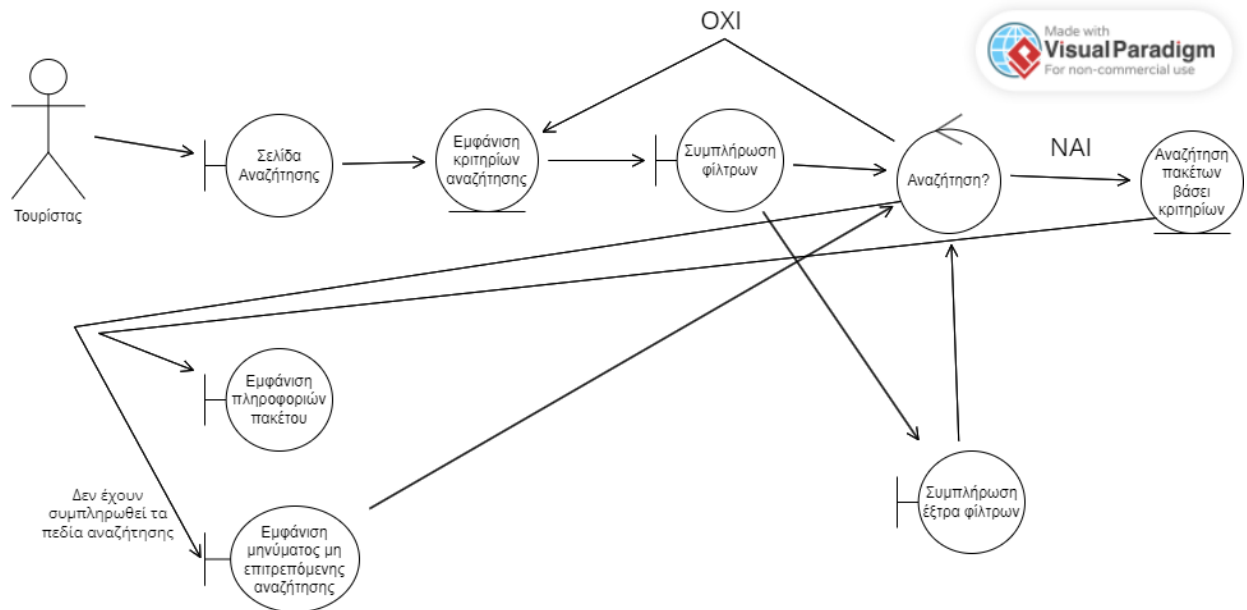 ΟΧΙ
Made with
Visual Paradigm
For non-commercial use
Τουρίστας
Σελίδα
Αναζήτησης
Εμφάνιση
κριτηρίων
αναζήτησης
Συμπλήρωση
φίλτρων
Αναζήτηση?
ΝΑΙ
Αναζήτηση
πακέτων
βάσει
κριτηρίων
Εμφάνιση
πληροφοριών
πακέτου
Δεν έχουν
συμπληρωθεί τα
πεδία αναζήτησης
Εμφάνιση
μηνύματος μη
επιτρεπόμενης
αναζήτησης
Συμπλήρωση
έξτρα φίλτρων